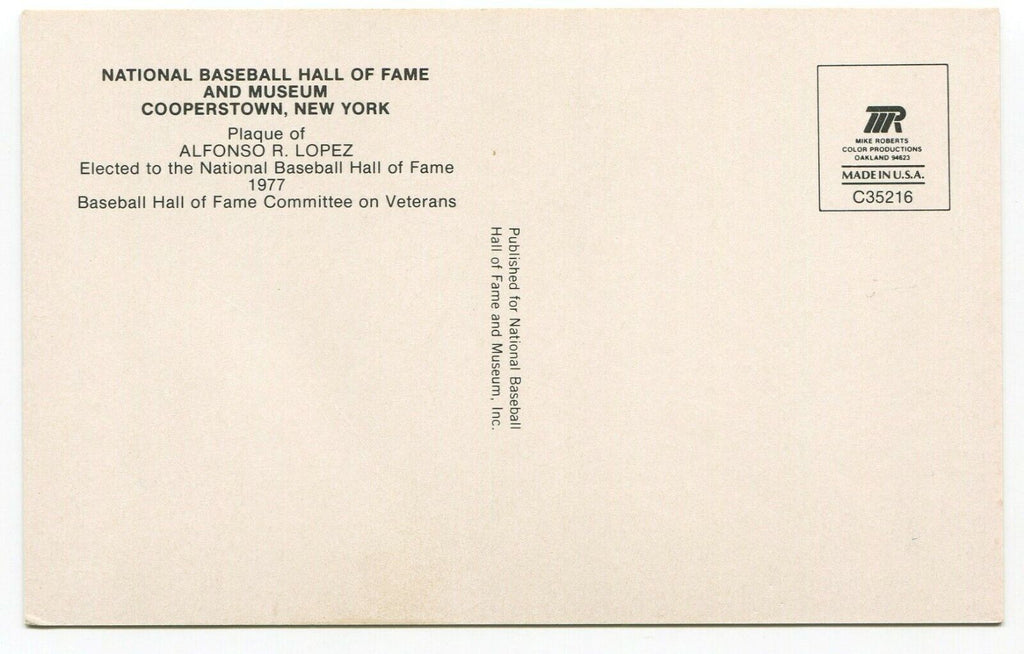 NATIONAL BASEBALL HALL OF FAME
AND MUSEUM
COOPERSTOWN, NEW YORK
Plaque of
ALFONSO R. LOPEZ
Elected to the National Baseball Hall of Fame
1977
Baseball Hall of Fame Committee on Veterans
Published for National Baseball
Hall of Fame and Museum, Inc.
MR
MIKE ROBERTS
COLOR PRODUCTIONS
OAKLAND 94623
MADE IN U.S.A.
C35216